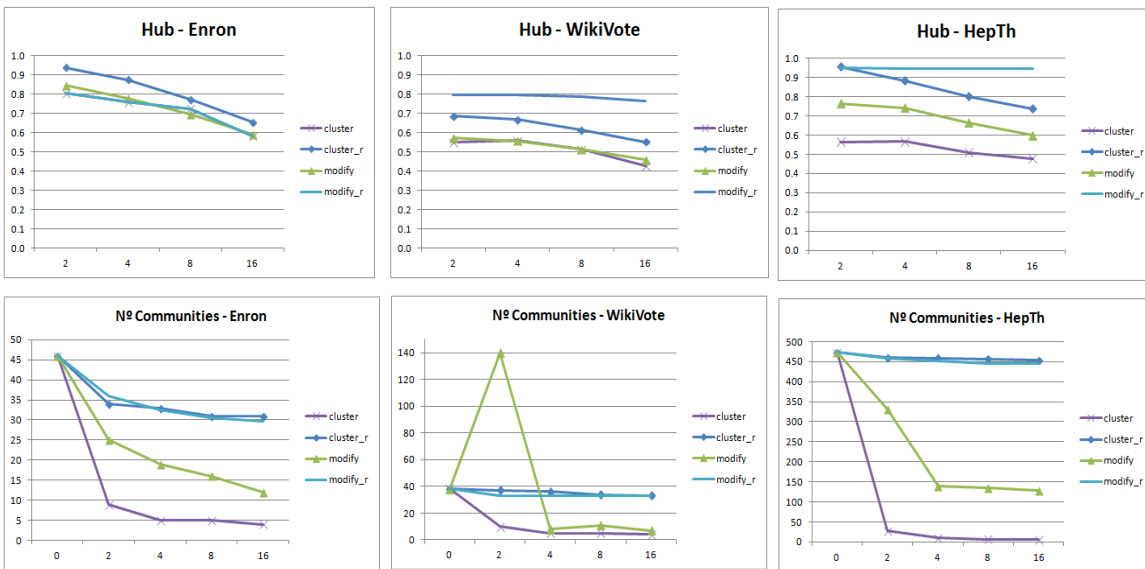 Hub - Enron
1.0
0.9
0.8
0.7
0.6
0.5
0.4
0.3
0.2
0.1
0.0
2 4 8 16
cluster
cluster_r
modify
modify_r
Hub - WikiVote
1.0
0.9
0.8
0.7
0.6
0.5
0.4
0.3
0.2
0.1
0.0
2 4 8 16
cluster
cluster_r
modify
modify_r
Hub - HepTh
1.0
0.9
0.8
0.7
0.6
0.5
0.4
0.3
0.2
0.1
0.0
2 4 8 16
cluster
cluster_r
modify
modify_r
Nº Communities - Enron
50
45
40
35
30
25
20
15
10
5
0
0 2 4 8 16
cluster
cluster_r
modify
modify_r
Nº Communities - WikiVote
140
120
100
80
60
40
20
0
0 2 4 8 16
cluster
cluster_r
modify
modify_r
Nº Communities - HepTh
500
450
400
350
300
250
200
150
100
50
0
0 2 4 8 16
cluster
cluster_r
modify
modify_r